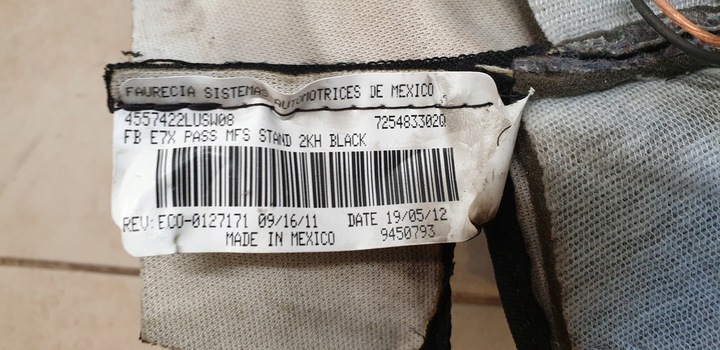 FAURECIA SISTEMAS AUTOMOTRICES DE MEXICO
4557422LUSW08 725483302Q
FB E7X PASS MFS STAND 2KH BLACK
REV: ECO-0127171 09/16/11 DATE 19/05/12
MADE IN MEXICO 9450793